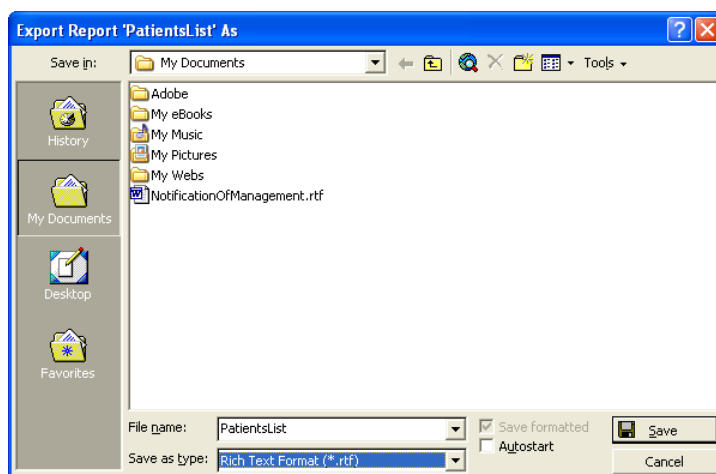 Export Report 'PatientsList' As
Save in: My Documents Tools
History
My Documents
Desktop
Favorites
Adobe
My eBooks
My Music
My Pictures
My Webs
NotificationOfManagement.rtf
File name: PatientsList Save formatted Save
Autostart
Save as type: Rich Text Format (*.rtf) Cancel